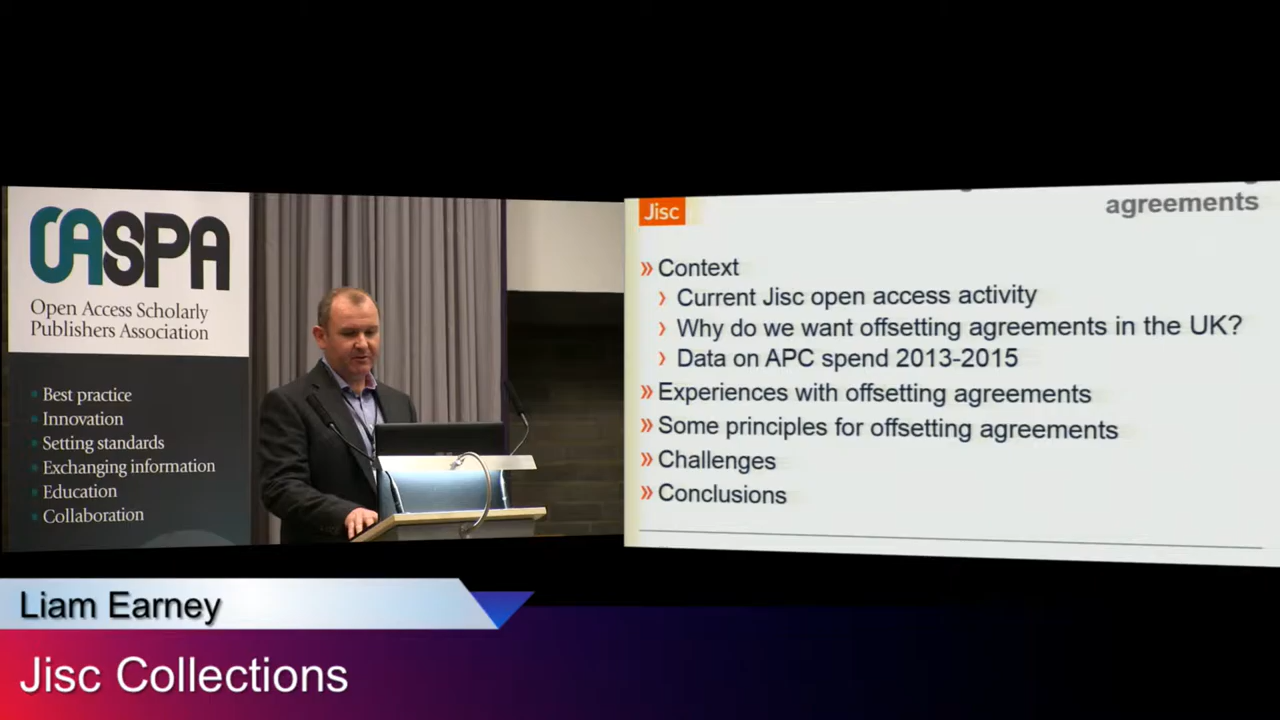 OASPA
Open Access Scholarly
Publishers Association
Best practice
Innovation
Setting standards
Exchanging information
Education
Collaboration
Jisc
agreements
» Context
› Current Jisc open access activity
› Why do we want offsetting agreements in the UK?
› Data on APC spend 2013-2015
» Experiences with offsetting agreements
» Some principles for offsetting agreements
» Challenges
» Conclusions
Liam Earney
Jisc Collections